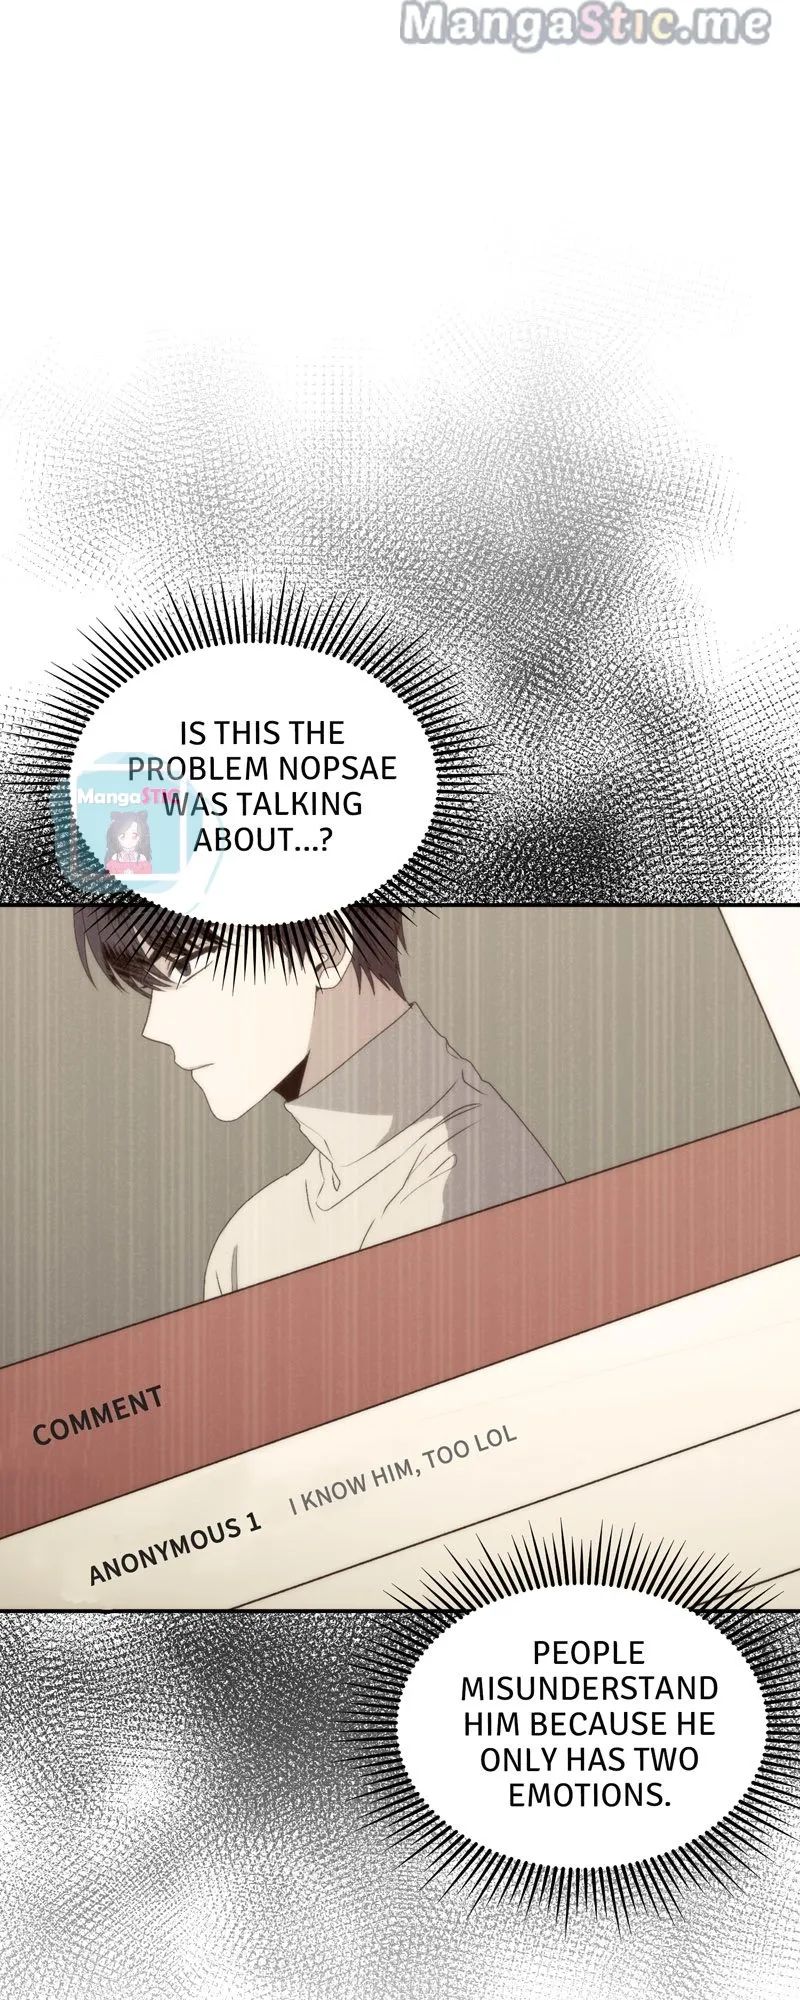 MangaStic.me
IS THIS THE
PROBLEM NOPSAE
WAS TALKING
ABOUT...?
MangaSTIC
COMMENT
ANONYMOUS 1 I KNOW HIM, TOO LOL
PEOPLE
MISUNDERSTAND
HIM BECAUSE HE
ONLY HAS TWO
EMOTIONS.